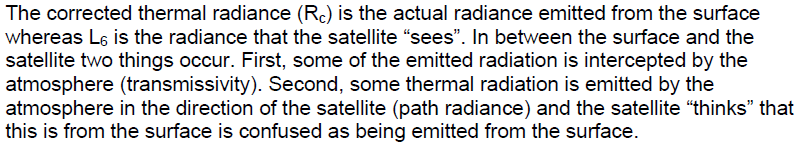 The corrected thermal radiance (Rc) is the actual radiance emitted from the surface
whereas L6 is the radiance that the satellite “sees”. In between the surface and the
satellite two things occur. First, some of the emitted radiation is intercepted by the
atmosphere (transmissivity). Second, some thermal radiation is emitted by the
atmosphere in the direction of the satellite (path radiance) and the satellite “thinks” that
this is from the surface is confused as being emitted from the surface.